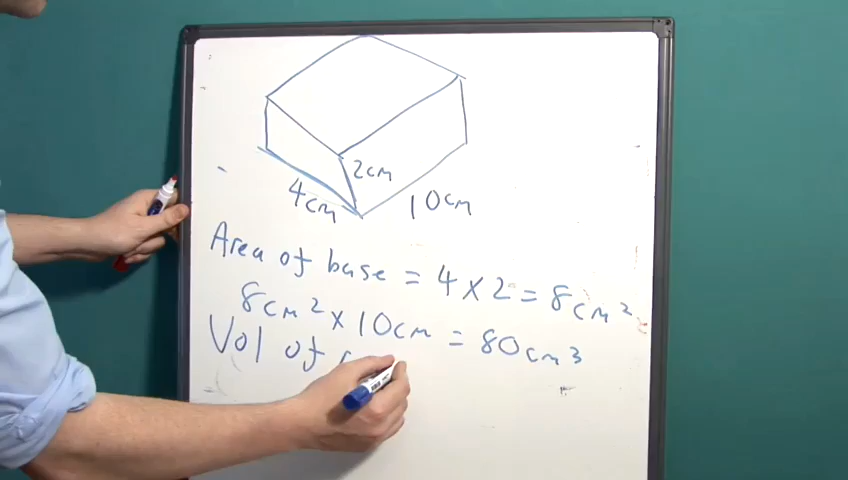 2cm
4cm
10cm
Area of base = 4 × 2 = 8cm²
8cm² × 10cm = 80cm³
Vol of